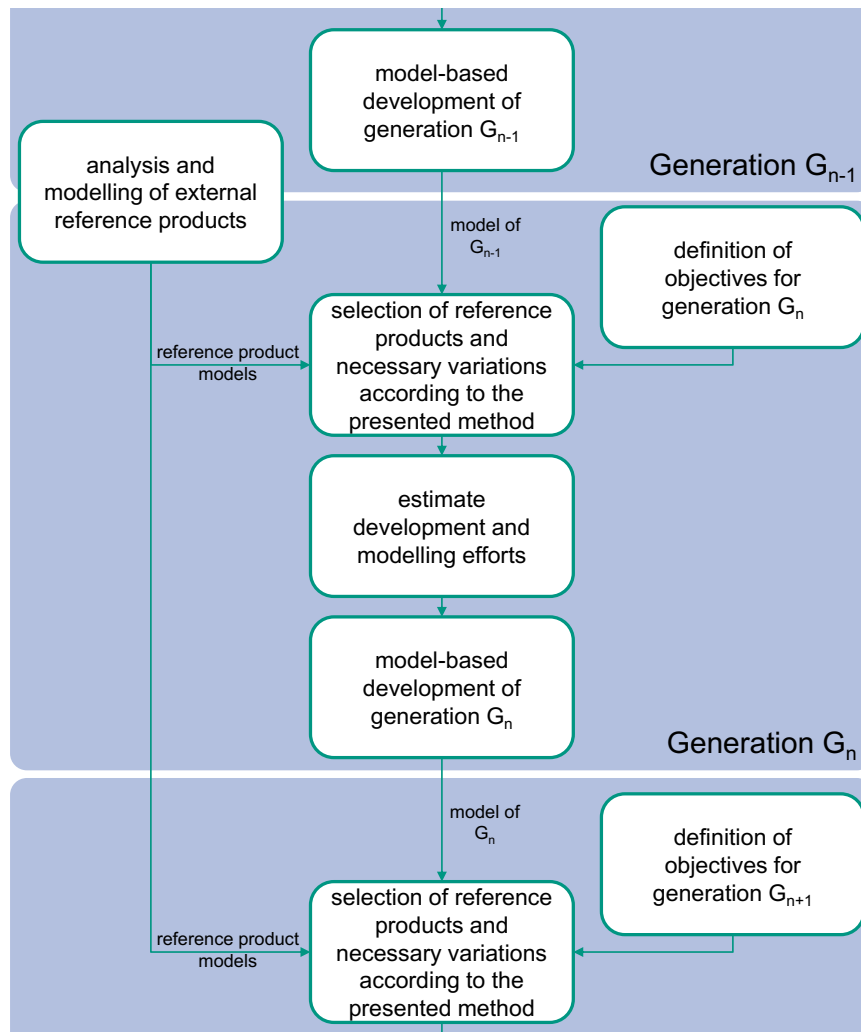 model-based
development of
generation Gn-1
Generation Gn-1
analysis and
modelling of external
reference products
model of
Gn-1
definition of
objectives for
generation Gn
selection of reference
products and
necessary variations
according to the
presented method
reference product
models
estimate
development and
modelling efforts
model-based
development of
generation Gn
Generation Gn
model of
Gn
definition of
objectives for
generation Gn+1
selection of reference
products and
necessary variations
according to the
presented method
reference product
models